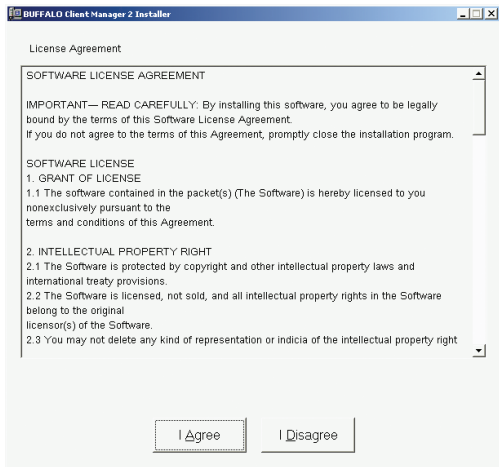 BUFFALO Client Manager 2 Installer
License Agreement
SOFTWARE LICENSE AGREEMENT
IMPORTANT— READ CAREFULLY: By installing this software, you agree to be legally
bound by the terms of this Software License Agreement.
If you do not agree to the terms of this Agreement, promptly close the installation program.
SOFTWARE LICENSE
1. GRANT OF LICENSE
1.1 The software contained in the packet(s) (The Software) is hereby licensed to you
nonexclusively pursuant to the
terms and conditions of this Agreement.
2. INTELLECTUAL PROPERTY RIGHT
2.1 The Software is protected by copyright and other intellectual property laws and
international treaty provisions.
2.2 The Software is licensed, not sold, and all intellectual property rights in the Software
belong to the original
licensor(s) of the Software.
2.3 You may not delete any kind of representation or indicia of the intellectual property right
I Agree
I Disagree